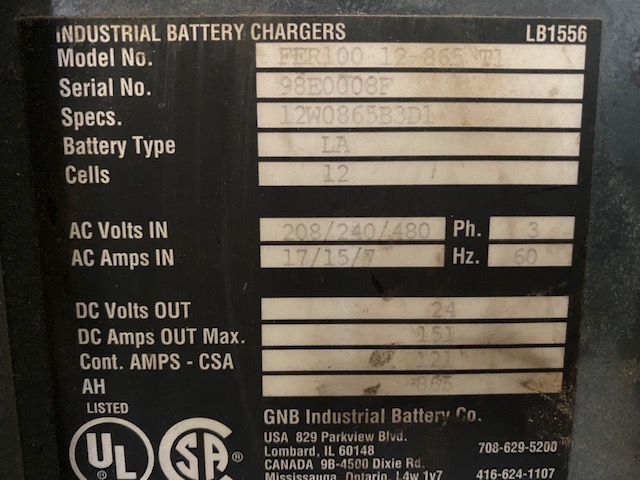 INDUSTRIAL BATTERY CHARGERS LB1556
Model No. FER100 12-865 T1
Serial No. 98E0008F
Specs. 12W0865B3D1
Battery Type LA
Cells 12
AC Volts IN 208/240/480 Ph. 3
AC Amps IN 17/15/7 Hz. 60
DC Volts OUT 24
DC Amps OUT Max. 151
Cont. AMPS - CSA 121
AH 865
LISTED
UL SA
GNB Industrial Battery Co.
USA 829 Parkview Blvd.
Lombard, IL 60148 708-629-5200
CANADA 9B-4500 Dixie Rd.
Mississauga, Ontario, L4w 1v7 416-624-1107